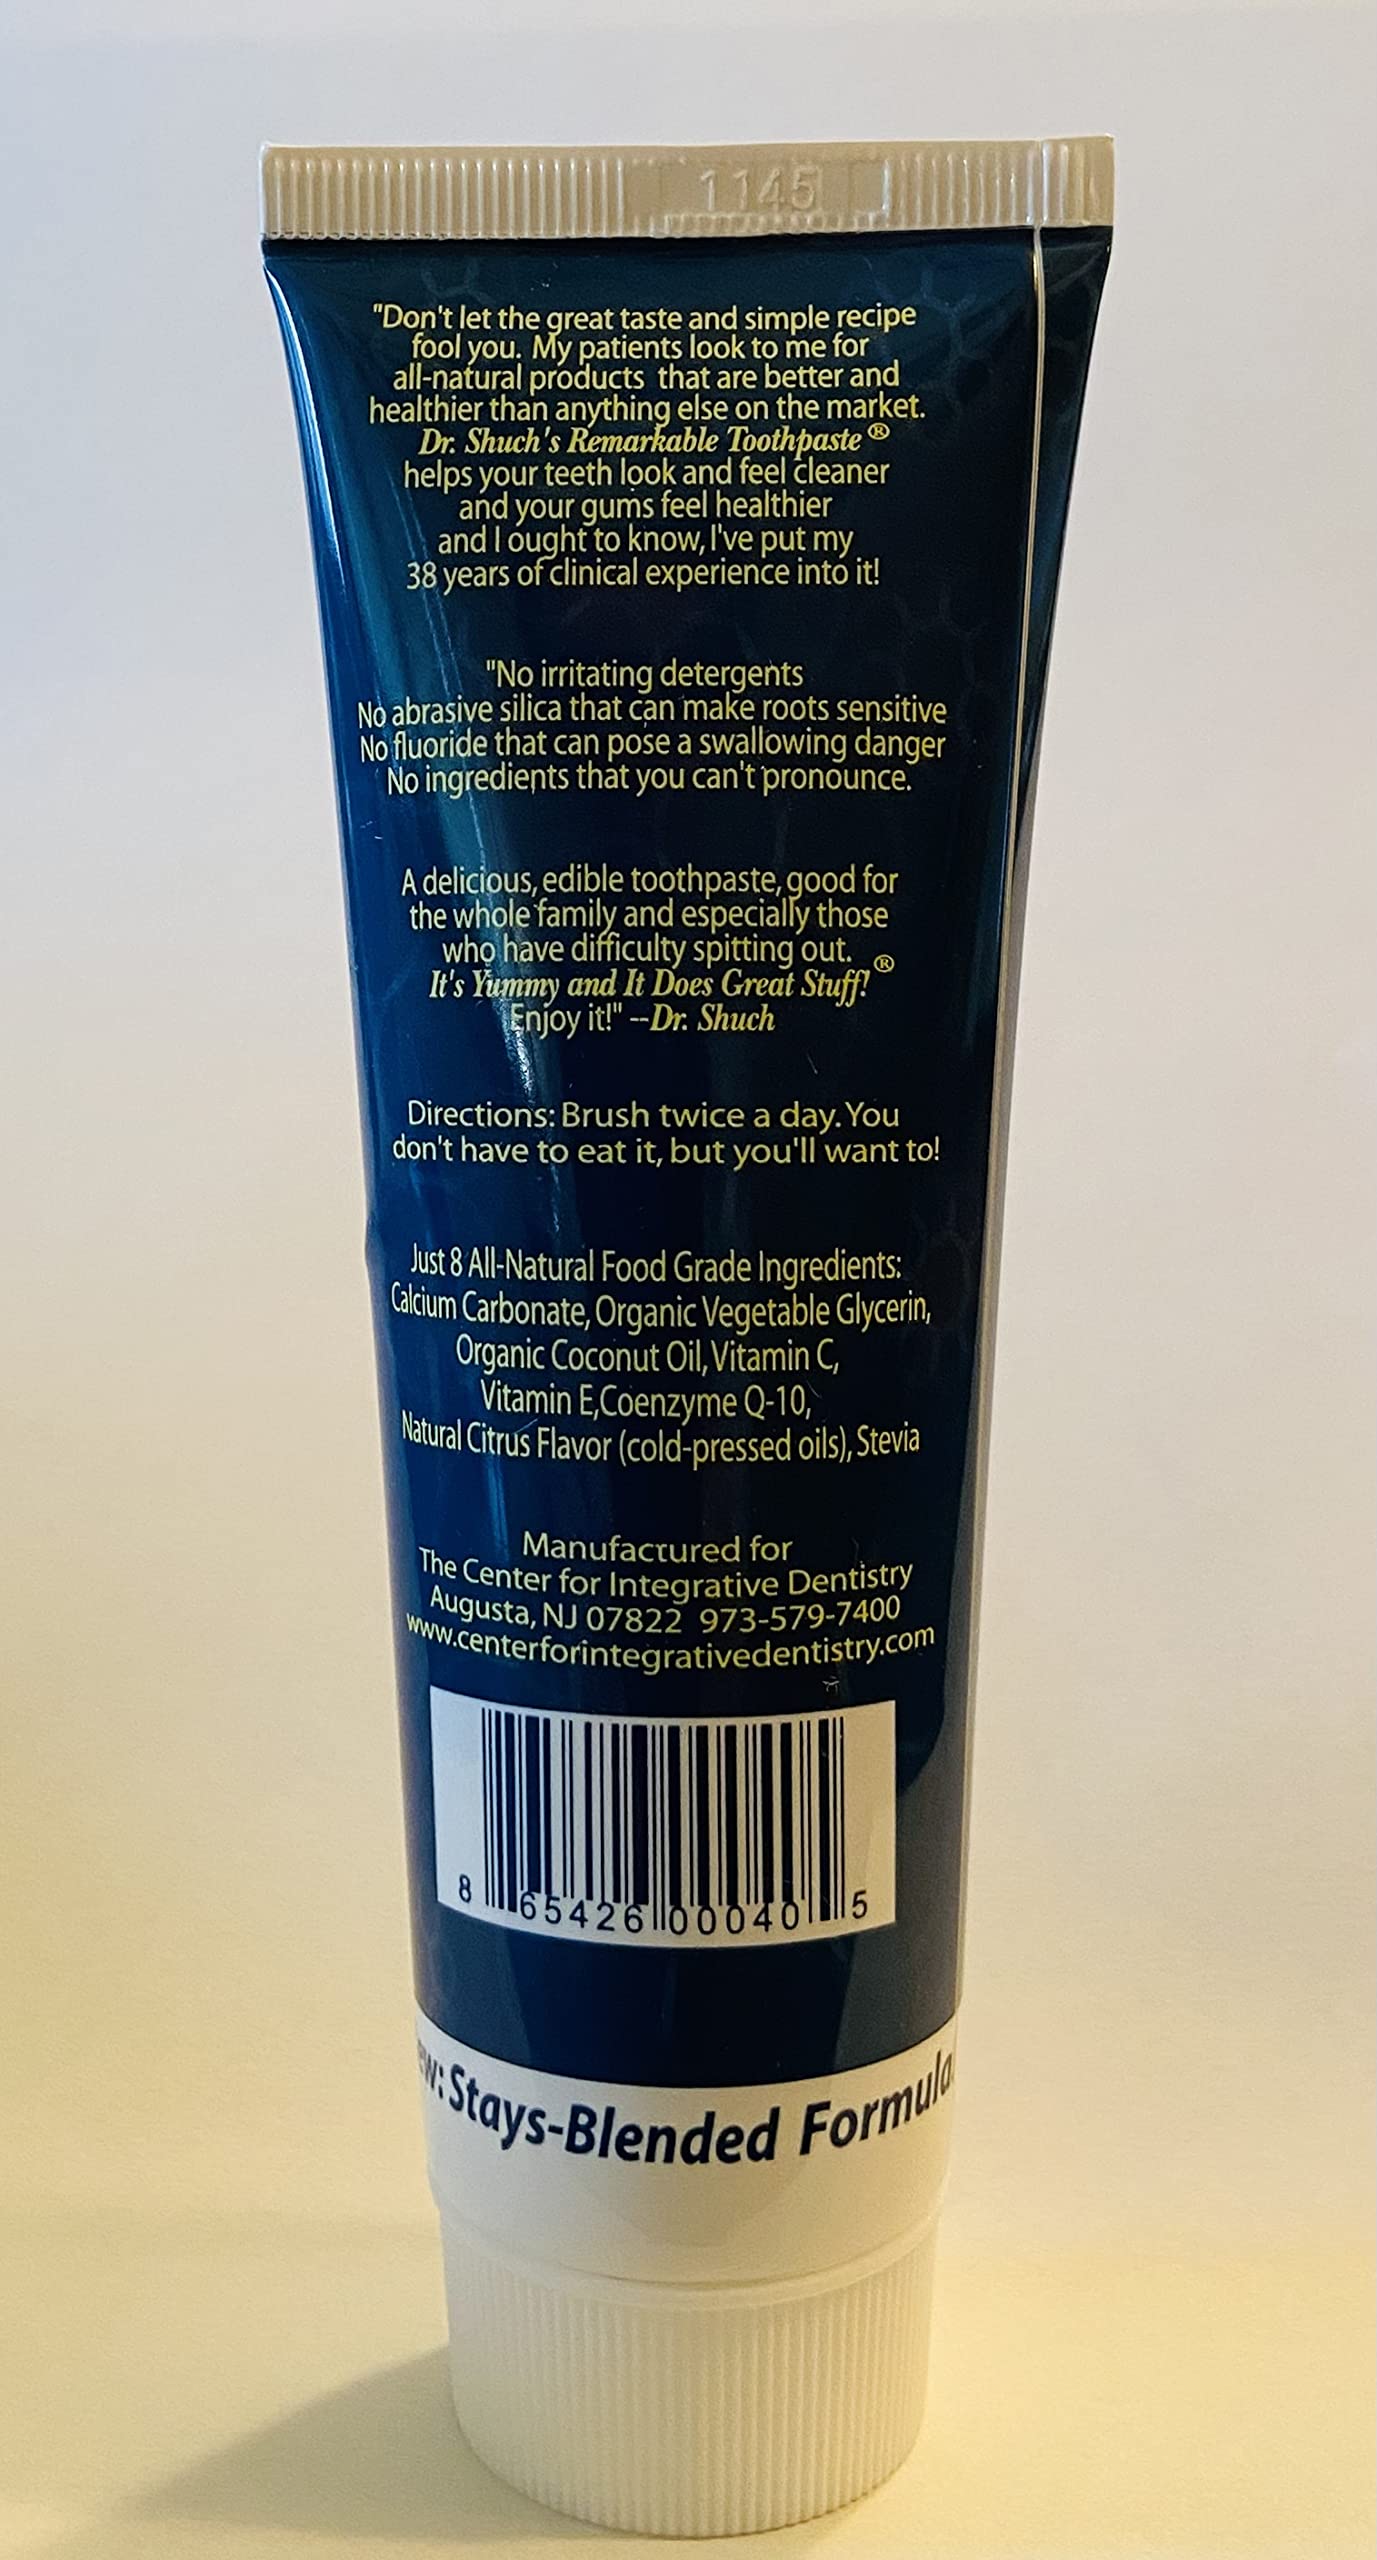 1145
"Don't let the great taste and simple recipe
fool you. My patients look to me for
all-natural products that are better and
healthier than anything else on the market.
Dr. Shuch's Remarkable Toothpaste®
helps your teeth look and feel cleaner
and your gums feel healthier
and I ought to know, I've put my
38 years of clinical experience into it!
"No irritating detergents
No abrasive silica that can make roots sensitive
No fluoride that can pose a swallowing danger
No ingredients that you can't pronounce.
A delicious, edible toothpaste, good for
the whole family and especially those
who have difficulty spitting out.
It's Yummy and It Does Great Stuff!®
Enjoy it!" --Dr. Shuch
Directions: Brush twice a day. You
don't have to eat it, but you'll want to!
Just 8 All-Natural Food Grade Ingredients:
Calcium Carbonate, Organic Vegetable Glycerin,
Organic Coconut Oil, Vitamin C,
Vitamin E, Coenzyme Q-10,
Natural Citrus Flavor (cold-pressed oils), Stevia
Manufactured for
The Center for Integrative Dentistry
Augusta, NJ 07822 973-579-7400
www.centerforintegrativedentistry.com
8 65426 00040 5
Stays-Blended Formula